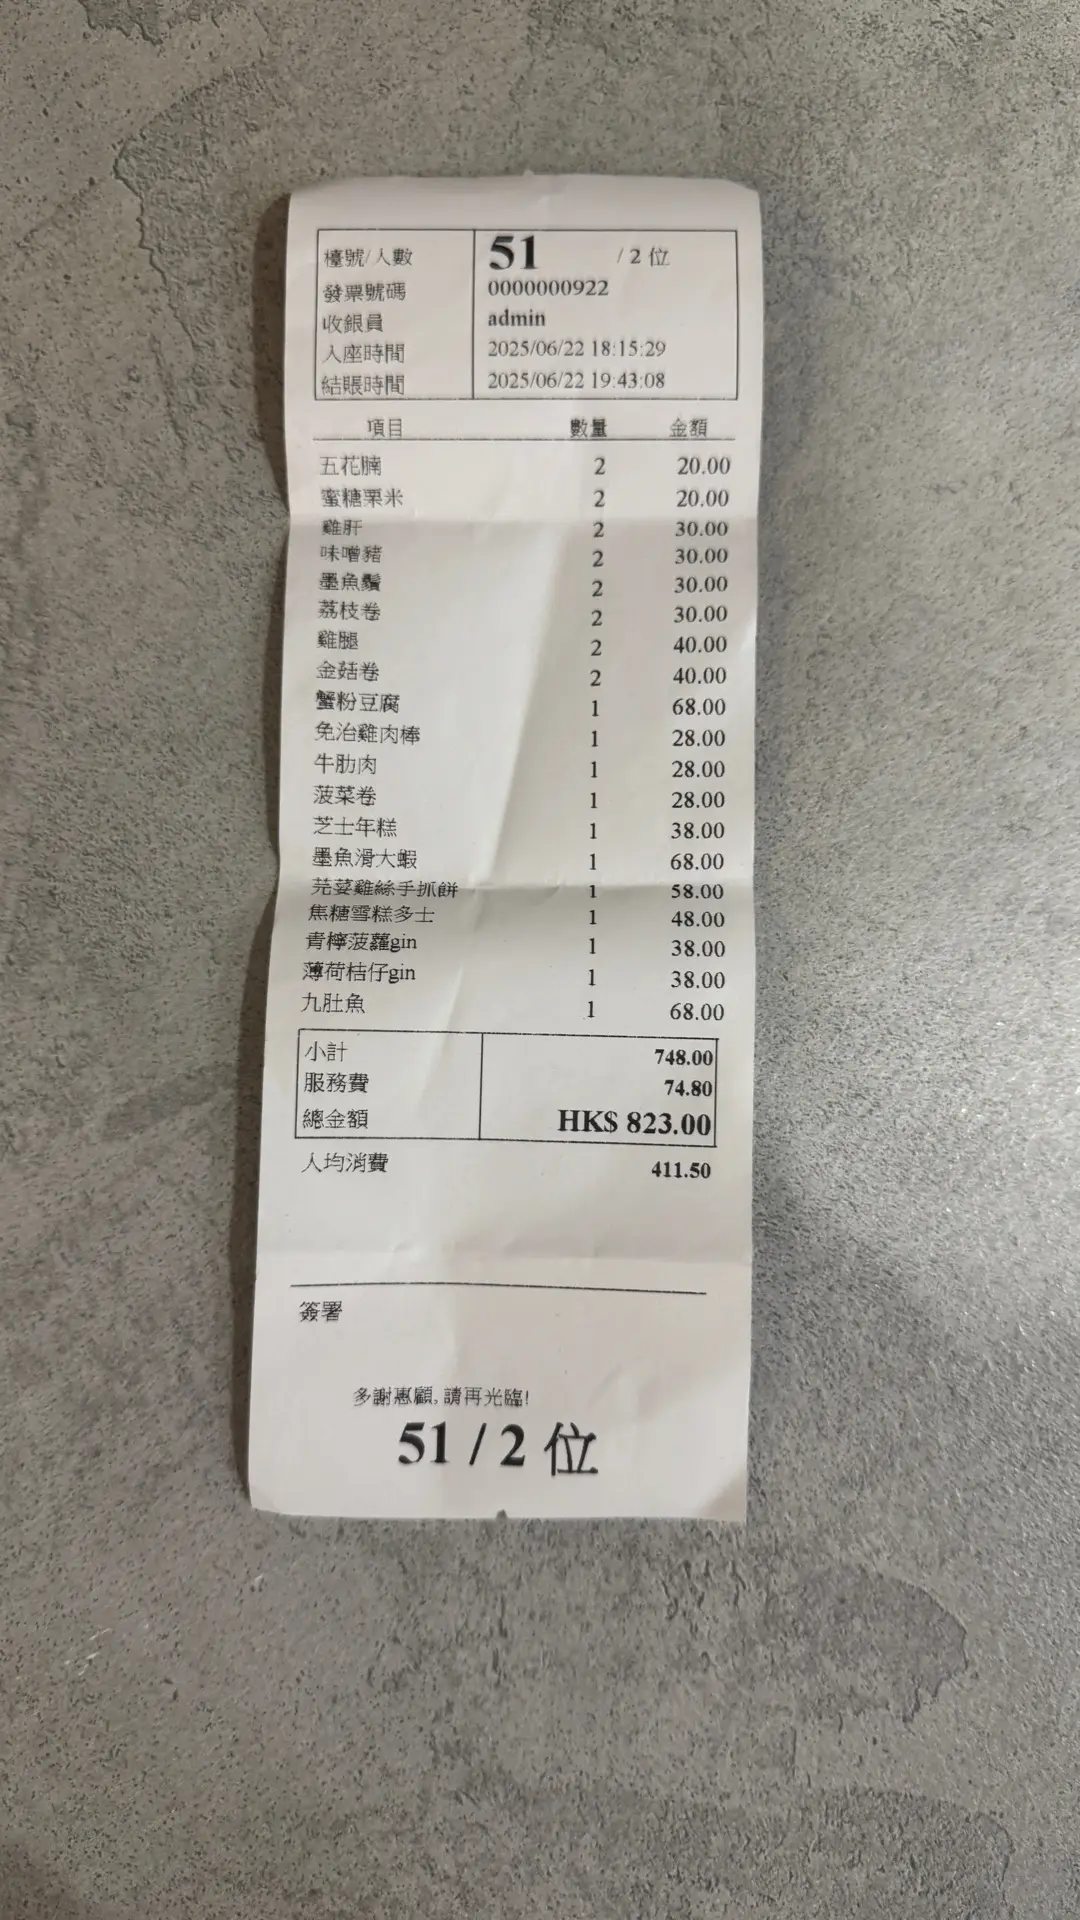 檯號/人數 51 / 2 位
發票號碼 0000000922
收銀員 admin
入座時間 2025/06/22 18:15:29
結賬時間 2025/06/22 19:43:08
項目 數量 金額
五花腩 2 20.00
蜜糖栗米 2 20.00
雞肝 2 30.00
味噌豬 2 30.00
墨魚鬚 2 30.00
荔枝卷 2 30.00
雞腿 2 40.00
金菇卷 2 40.00
蟹粉豆腐 1 68.00
免治雞肉棒 1 28.00
牛肋肉 1 28.00
菠菜卷 1 28.00
芝士年糕 1 38.00
墨魚滑大蝦 1 68.00
芫荽雞絲手抓餅 1 58.00
焦糖雪糕多士 1 48.00
青檸菠蘿gin 1 38.00
薄荷桔仔gin 1 38.00
九肚魚 1 68.00
小計 748.00
服務費 74.80
總金額 HK$ 823.00
人均消費 411.50
簽署
多謝惠顧, 請再光臨!
51 / 2 位